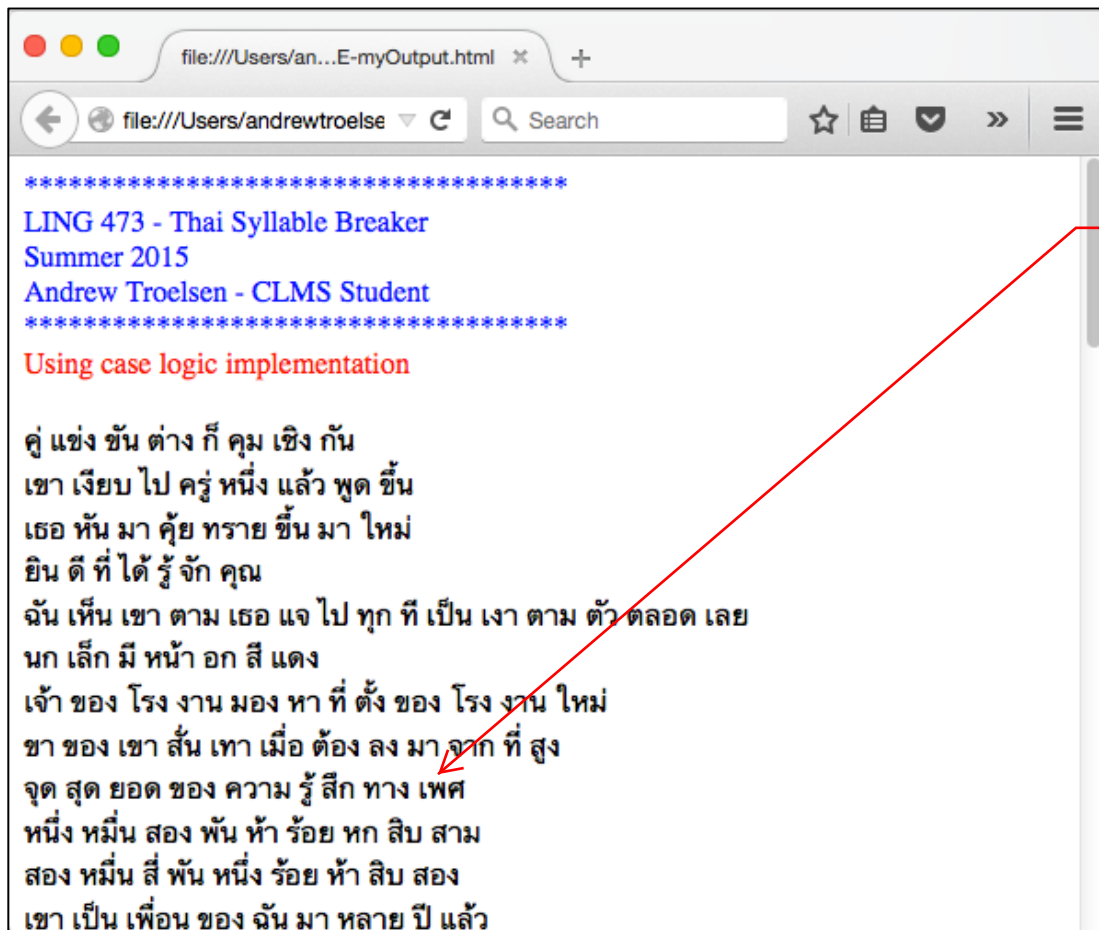 file:///Users/an...E-myOutput.html
file:///Users/andrewtroelse
Search
*************************************
LING 473 - Thai Syllable Breaker
Summer 2015
Andrew Troelsen - CLMS Student
*************************************
Using case logic implementation
คู่ แข่ง ขัน ต่าง ก็ คุม เชิง กัน
เขา เงียบ ไป ครู่ หนึ่ง แล้ว พูด ขึ้น
เธอ หัน มา คุ้ย ทราย ขึ้น มา ใหม่
ยิน ดี ที่ ได้ รู้ จัก คุณ
ฉัน เห็น เขา ตาม เธอ แจ ไป ทุก ที เป็น เงา ตาม ตัว ตลอด เลย
นก เล็ก มี หน้า อก สี แดง
เจ้า ของ โรง งาน มอง หา ที่ ตั้ง ของ โรง งาน ใหม่
ขา ของ เขา สั่น เทา เมื่อ ต้อง ลง มา จาก ที่ สูง
จุด สุด ยอด ของ ความ รู้ สึก ทาง เพศ
หนึ่ง หมื่น สอง พัน ห้า ร้อย หก สิบ สาม
สอง หมื่น สี่ พัน หนึ่ง ร้อย ห้า สิบ สอง
เขา เป็น เพื่อน ของ ฉัน มา หลาย ปี แล้ว